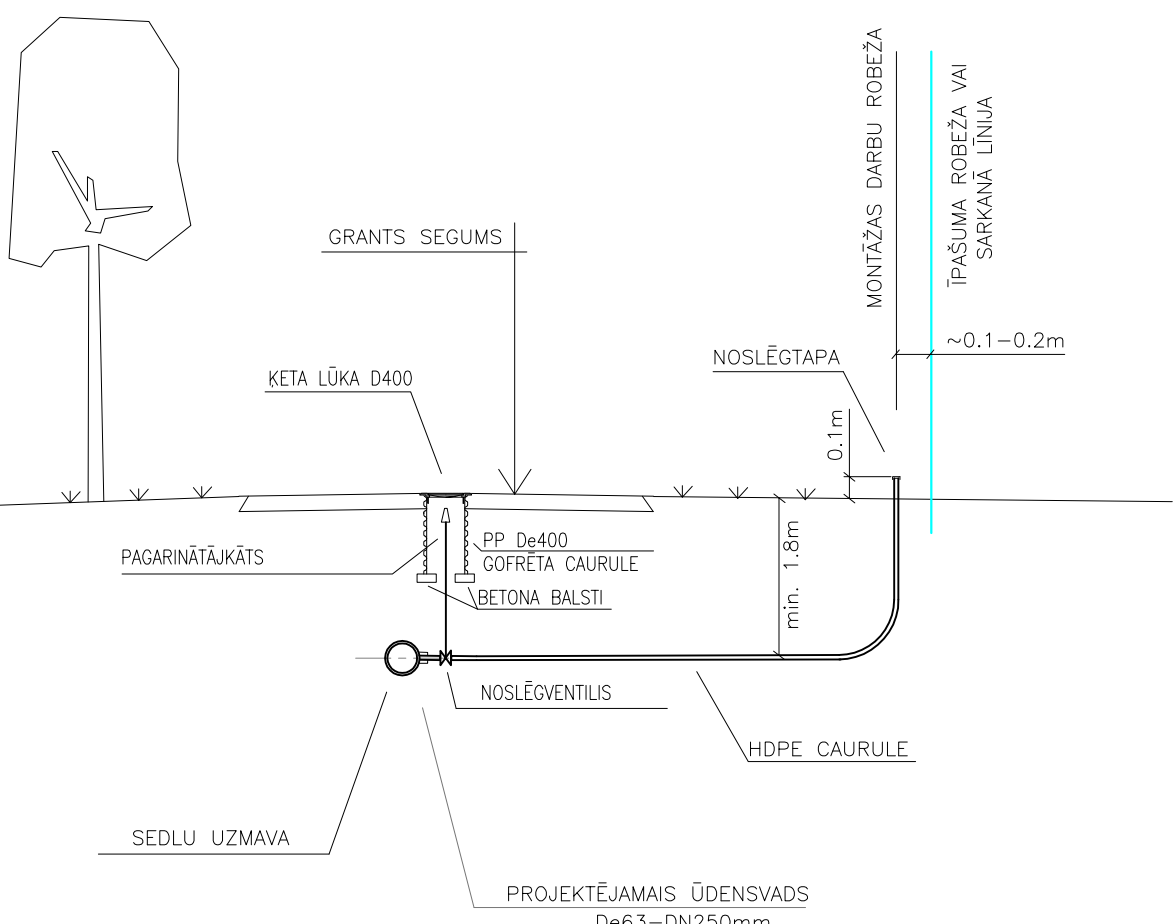 MONTĀŽAS DARBU ROBEŽA
ĪPAŠUMA ROBEŽA VAI
SARKANĀ LĪNIJA
GRANTS SEGUMS
~0.1-0.2m
NOSLĒGTAPA
ĶETA LŪKA D400
0.1m
PAGARINĀTĀJKĀTS
PP De400
GOFRĒTA CAURULE
min. 1.8m
BETONA BALSTI
NOSLĒGVENTILIS
HDPE CAURULE
SEDLU UZMAVA
PROJEKTĒJAMAIS ŪDENSVADS
De63-DN250mm